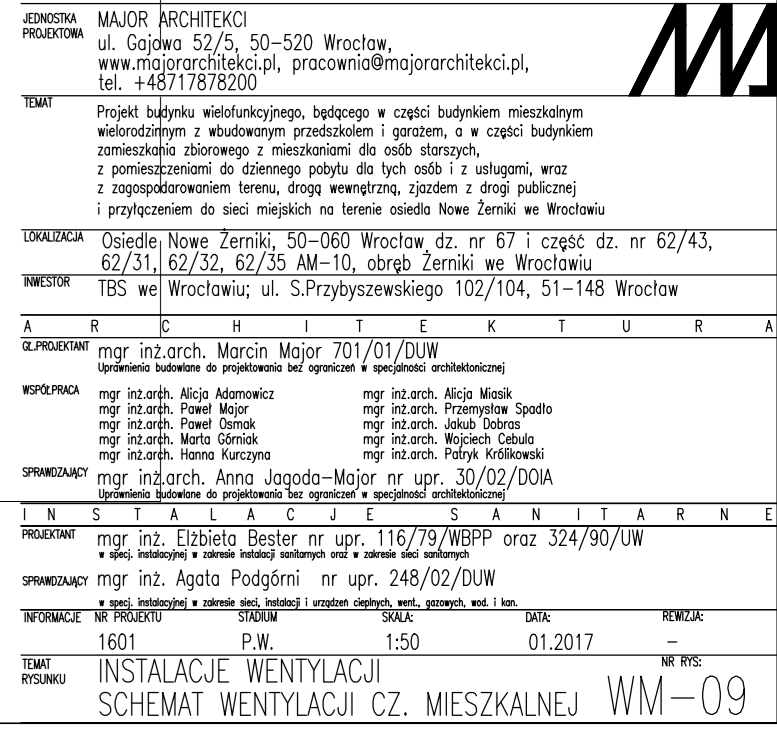 JEDNOSTKA PROJEKTOWA MAJOR ARCHITEKCI
ul. Gajowa 52/5, 50-520 Wrocław,
www.majorarchitekci.pl, pracownia@majorarchitekci.pl,
tel. +48717878200
TEMAT Projekt budynku wielofunkcyjnego, będącego w części budynkiem mieszkalnym
wielorodzinnym z wbudowanym przedszkolem i garażem, a w części budynkiem
zamieszkania zbiorowego z mieszkaniami dla osób starszych,
z pomieszczeniami do dziennego pobytu dla tych osób i z usługami, wraz
z zagospodarowaniem terenu, drogą wewnętrzną, zjazdem z drogi publicznej
i przyłączeniem do sieci miejskich na terenie osiedla Nowe Żerniki we Wrocławiu
LOKALIZACJA Osiedle Nowe Żerniki, 50-060 Wrocław dz. nr 67 i część dz. nr 62/43,
62/31, 62/32, 62/35 AM-10, obręb Żerniki we Wrocławiu
INWESTOR TBS we Wrocławiu; ul. S.Przybyszewskiego 102/104, 51-148 Wrocław
A R C H I T E K T U R A
GŁ.PROJEKTANT mgr inż.arch. Marcin Major 701/01/DUW
Uprawnienia budowlane do projektowania bez ograniczeń w specjalności architektonicznej
WSPÓŁPRACA mgr inż.arch. Alicja Adamowicz mgr inż.arch. Alicja Miasik
mgr inż.arch. Paweł Major mgr inż.arch. Przemysław Spadło
mgr inż.arch. Paweł Osmak mgr inż.arch. Jakub Dobras
mgr inż.arch. Marta Górniak mgr inż.arch. Wojciech Cebula
mgr inż.arch. Hanna Kurczyna mgr inż.arch. Patryk Królikowski
SPRAWDZAJĄCY mgr inż.arch. Anna Jagoda-Major nr upr. 30/02/DOIA
Uprawnienia budowlane do projektowania bez ograniczeń w specjalności architektonicznej
I N S T A L A C J E S A N I T A R N E
PROJEKTANT mgr inż. Elżbieta Bester nr upr. 116/79/WBPP oraz 324/90/UW
w specj. instalacyjnej w zakresie instalacji sanitarnych oraz w zakresie sieci sanitarnych
SPRAWDZAJĄCY mgr inż. Agata Podgórni nr upr. 248/02/DUW
w specj. instalacyjnej w zakresie sieci, instalacji i urządzeń cieplnych, went., gazowych, wod. i kan.
INFORMACJE NR PROJEKTU STADIUM SKALA: DATA: REWIZJA:
1601 P.W. 1:50 01.2017 -
TEMAT RYSUNKU INSTALACJE WENTYLACJI NR RYS:
SCHEMAT WENTYLACJI CZ. MIESZKALNEJ WM-09